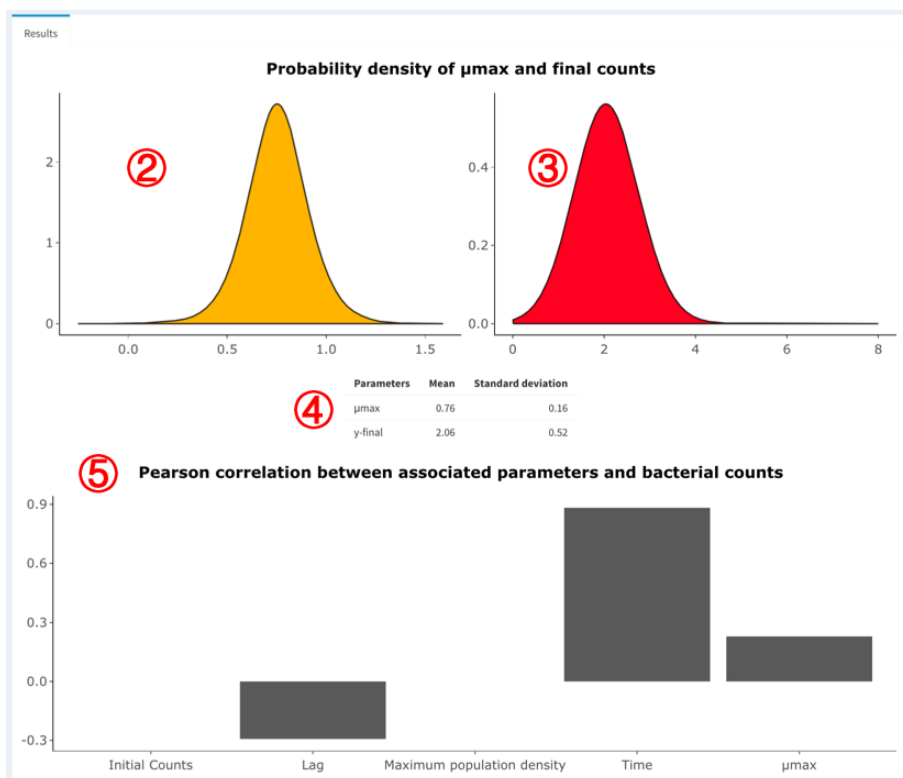 Results
Probability density of μmax and final counts
②
2
1
0
0.0 0.5 1.0 1.5
③
0.4
0.2
0.0
0 2 4 6 8
④
Parameters Mean Standard deviation
μmax 0.76 0.16
y-final 2.06 0.52
⑤ Pearson correlation between associated parameters and bacterial counts
0.9
0.6
0.3
0.0
-0.3
Initial Counts Lag Maximum population density Time μmax